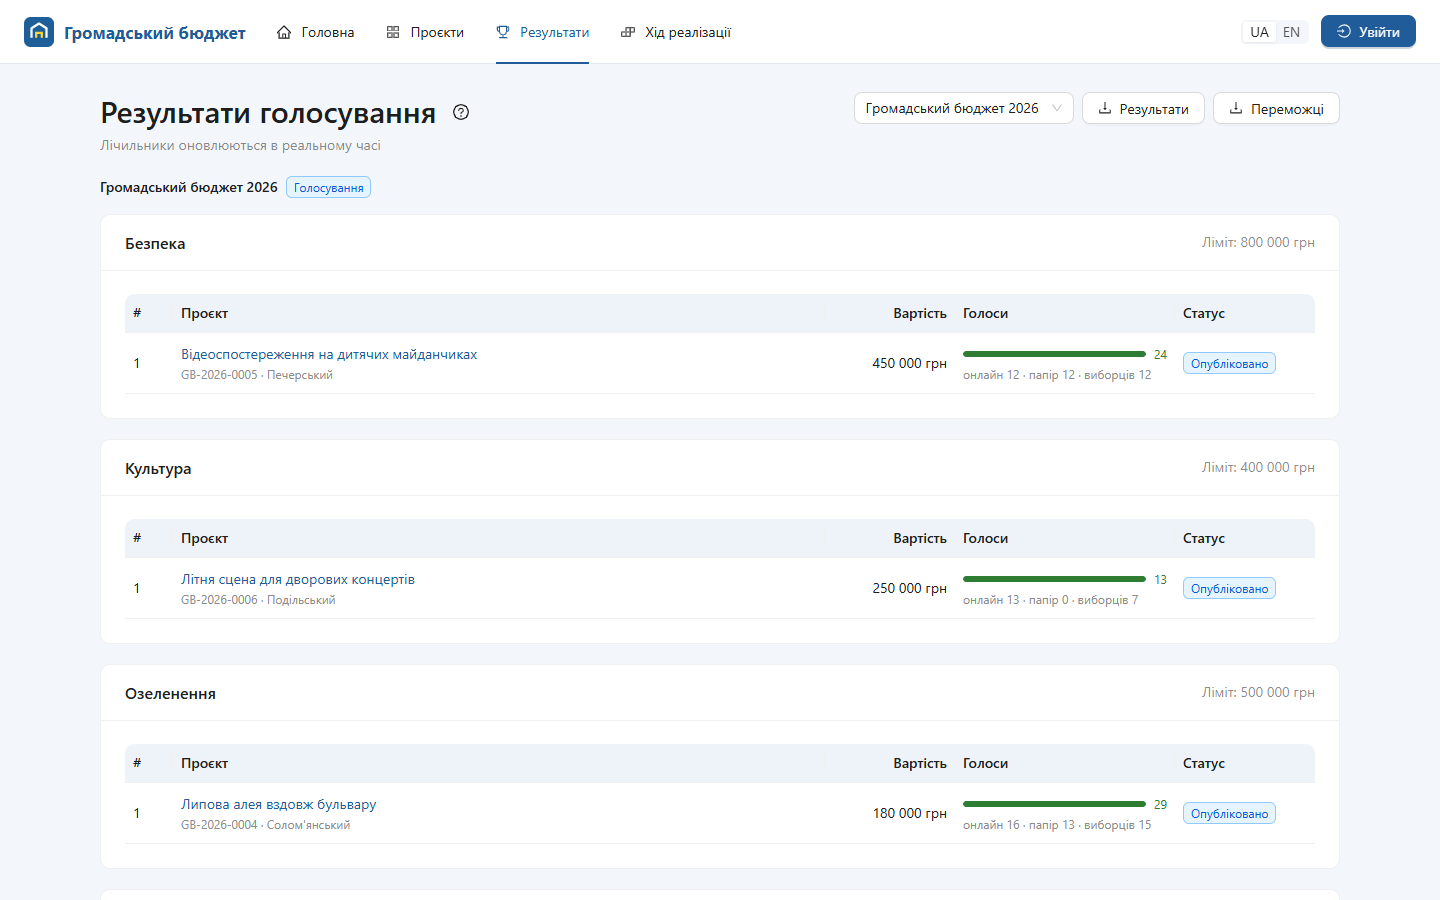 Громадський бюджет
Головна
Проєкти
Результати
Хід реалізації
UA EN
Увійти
Результати голосування
Лічильники оновлюються в реальному часі
Громадський бюджет 2026
Результати
Переможці
Громадський бюджет 2026 Голосування
Безпека
Ліміт: 800 000 грн
# Проєкт Вартість Голоси Статус
1 Відеоспостереження на дитячих майданчиках 450 000 грн 24 Опубліковано
GB-2026-0005 · Печерський онлайн 12 · папір 12 · виборців 12
Культура
Ліміт: 400 000 грн
# Проєкт Вартість Голоси Статус
1 Літня сцена для дворових концертів 250 000 грн 13 Опубліковано
GB-2026-0006 · Подільський онлайн 13 · папір 0 · виборців 7
Озеленення
Ліміт: 500 000 грн
# Проєкт Вартість Голоси Статус
1 Липова алея вздовж бульвару 180 000 грн 29 Опубліковано
GB-2026-0004 · Солом'янський онлайн 16 · папір 13 · виборців 15